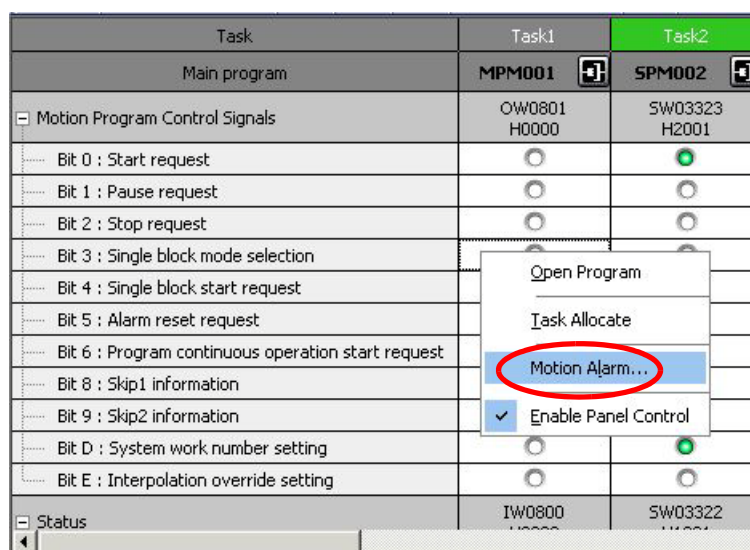 Task Task1 Task2
Main program MPM001 SPM002
Motion Program Control Signals OW0801 H0000 SW03323 H2001
Bit 0 : Start request
Bit 1 : Pause request
Bit 2 : Stop request
Bit 3 : Single block mode selection
Bit 4 : Single block start request
Bit 5 : Alarm reset request
Bit 6 : Program continuous operation start request
Bit 8 : Skip1 information
Bit 9 : Skip2 information
Bit D : System work number setting
Bit E : Interpolation override setting
Status IW0800 SW03322
Open Program
Task Allocate
Motion Alarm...
Enable Panel Control